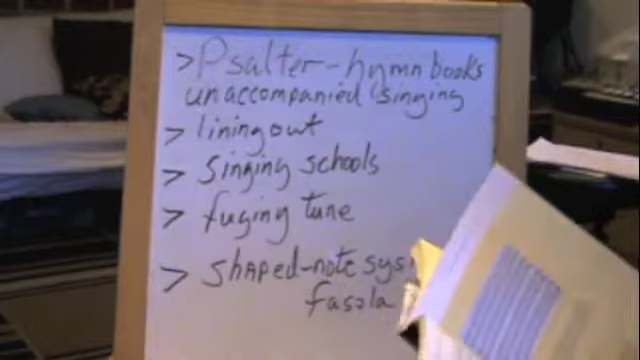 >Psalter-hymn books
unaccompanied singing
> lining out
> singing schools
> fuging tune
> shaped-note sys
fasola